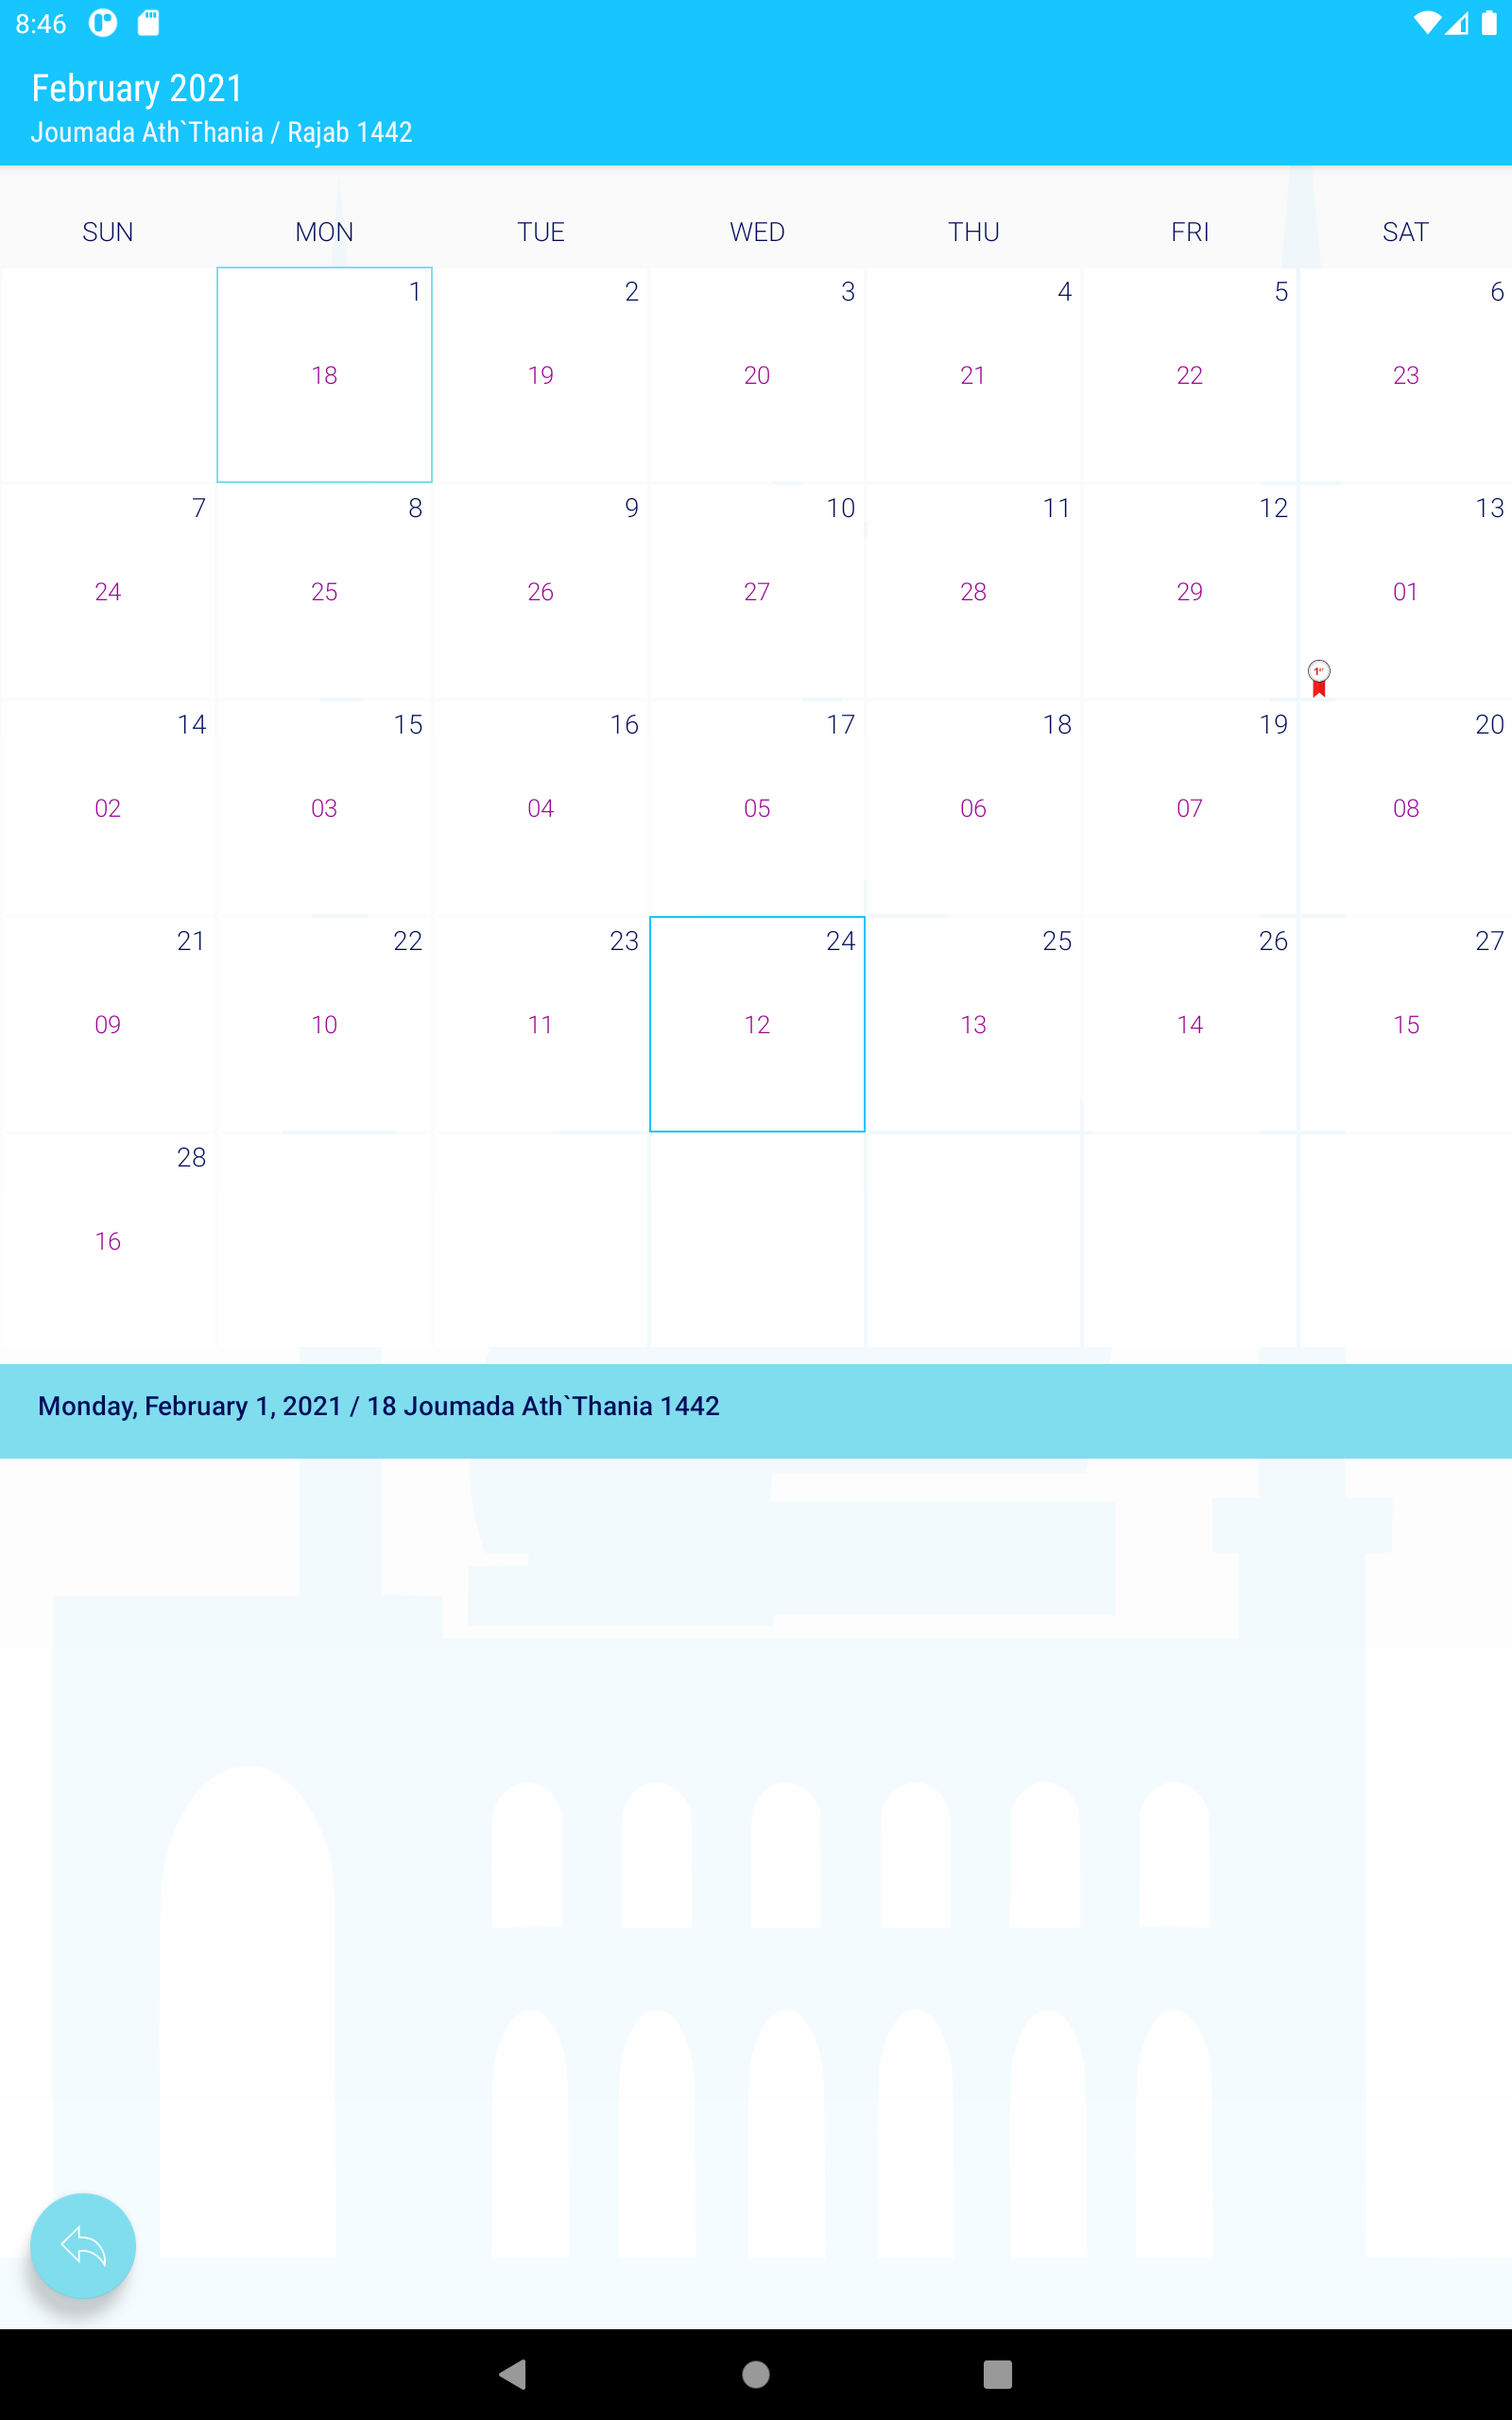 8:46
February 2021
Joumada Ath`Thania / Rajab 1442
SUN MON TUE WED THU FRI SAT
1 2 3 4 5 6
18 19 20 21 22 23
7 8 9 10 11 12 13
24 25 26 27 28 29 01
1ST
14 15 16 17 18 19 20
02 03 04 05 06 07 08
21 22 23 24 25 26 27
09 10 11 12 13 14 15
28
16
Monday, February 1, 2021 / 18 Joumada Ath`Thania 1442